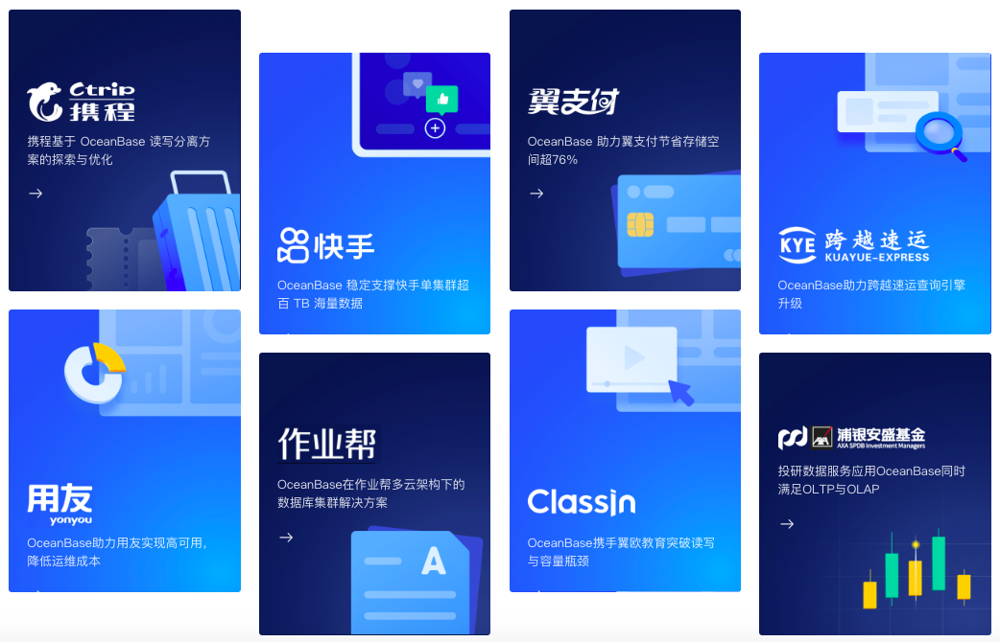 Ctrip
携程
携程基于 OceanBase 读写分离方
案的探索与优化
快手
OceanBase 稳定支撑快手单集群超
百 TB 海量数据
翼支付
OceanBase 助力翼支付节省存储空
间超76%
KYE 跨越速运
KUAYUE-EXPRESS
OceanBase助力跨越速运查询引擎
升级
用友
yonyou
OceanBase助力用友实现高可用，
降低运维成本
作业帮
OceanBase在作业帮多云架构下的
数据库集群解决方案
A
ClassIn
OceanBase携手翼欧教育突破读写
与容量瓶颈
AXA 浦银安盛基金
AXA SPDB Investment Managers
投研数据服务应用OceanBase同时
满足OLTP与OLAP